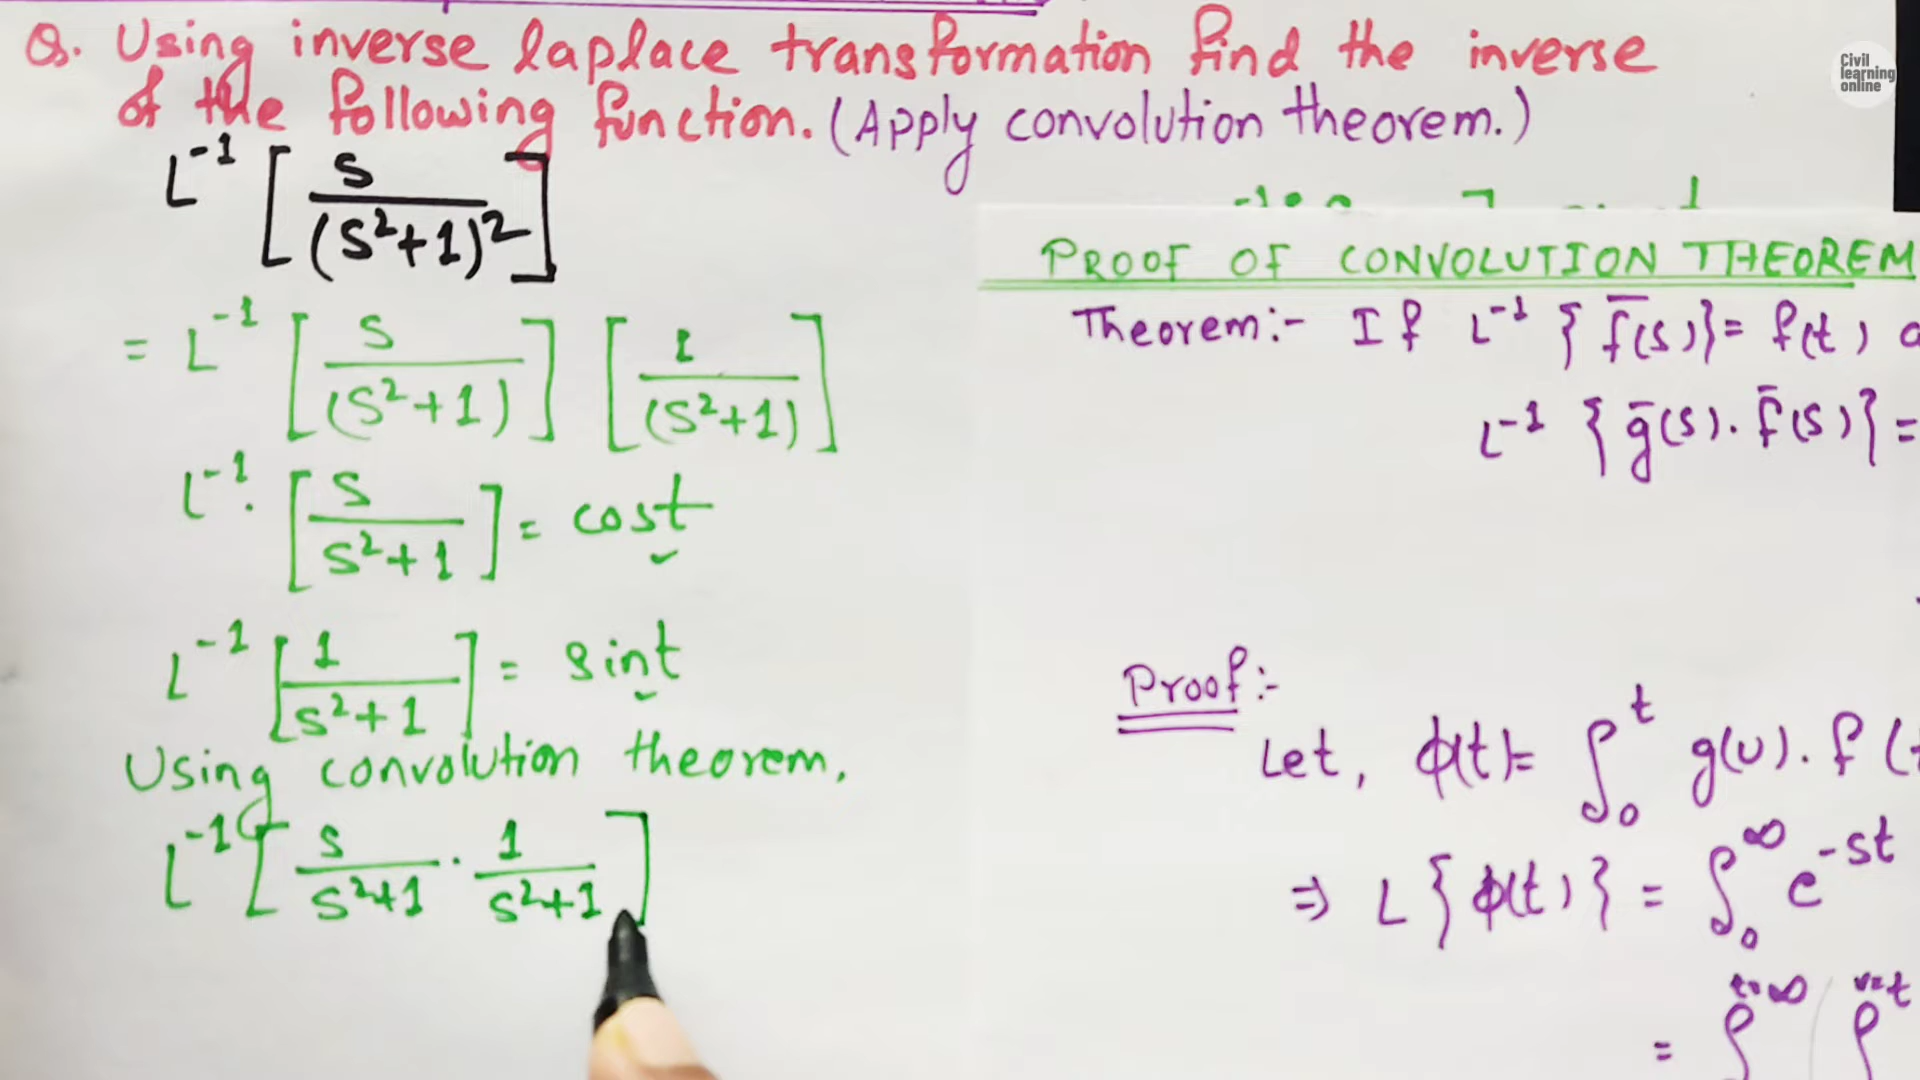 Q. Using inverse laplace transformation find the inverse
of the following function. (Apply convolution theorem.)
L⁻¹ [ s / (s²+1)² ]
= L⁻¹ [ s / (s²+1) ] [ 1 / (s²+1) ]
L⁻¹. [ s / s²+1 ] = cost
L⁻¹ [ 1 / s²+1 ] = sint
Using convolution theorem,
L⁻¹ [ s / s²+1 . 1 / s²+1 ]
PROOF OF CONVOLUTION THEOREM
Theorem:- If L⁻¹ { f̄(s)} = f(t)
L⁻¹ { ḡ(s). f̄(s)} =
Proof:-
Let, ϕ(t)= ∫₀ᵗ g(u). f (
⇒ L { ϕ(t)} = ∫₀^∞ e^-st
= ∫^t=∞ ∫
Civil
learning
online